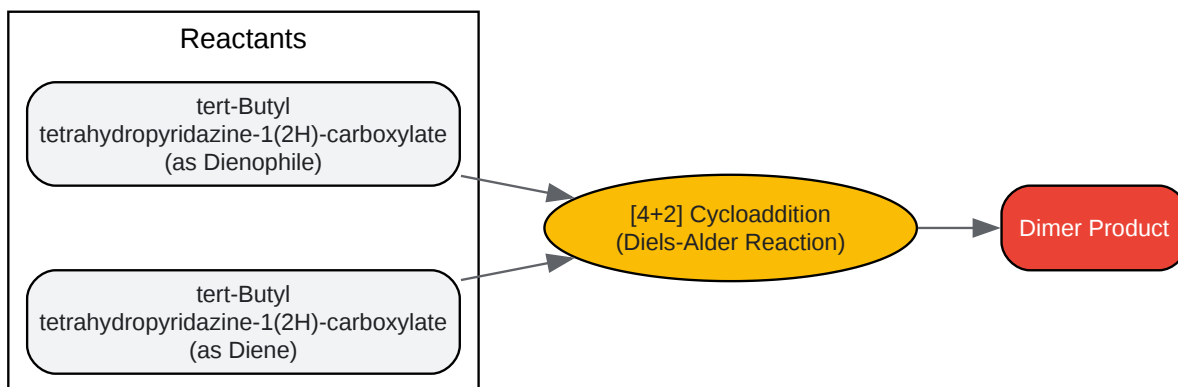 Reactants
tert-Butyl
tetrahydropyridazine-1(2H)-carboxylate
(as Dienophile)
[4+2] Cycloaddition
(Diels-Alder Reaction)
Dimer Product
tert-Butyl
tetrahydropyridazine-1(2H)-carboxylate
(as Diene)